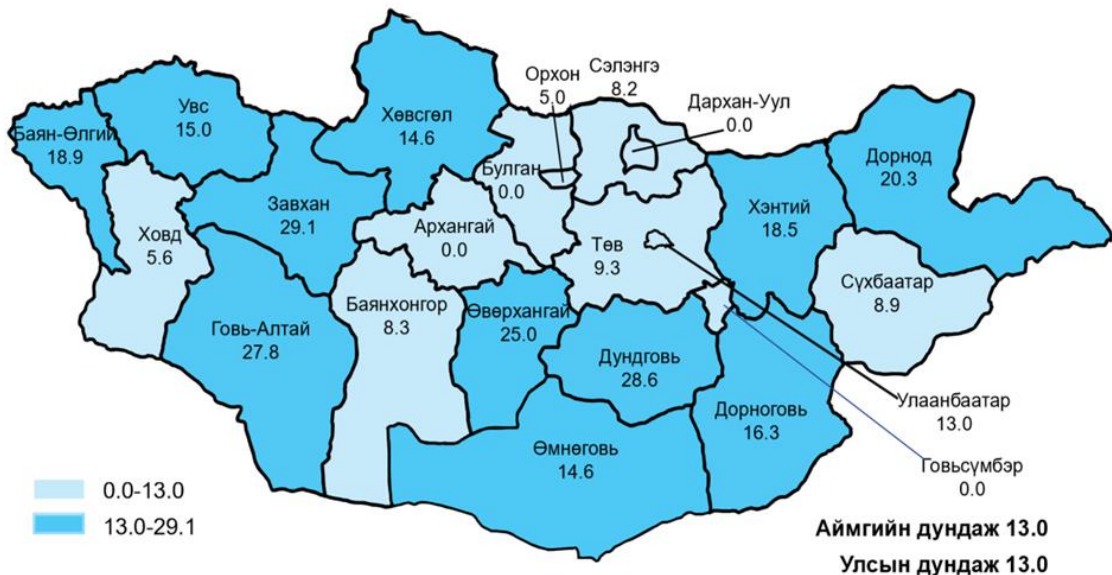 Орхон
5.0
Сэлэнгэ
8.2
Дархан-Уул
0.0
Увс
15.0
Хөвсгөл
14.6
Баян-Өлгий
18.9
Дорнод
20.3
Булган
0.0
Завхан
29.1
Хэнтий
18.5
Архангай
0.0
Ховд
5.6
Төв
9.3
Сүхбаатар
8.9
Баянхонгор
8.3
Өвөрхангай
25.0
Говь-Алтай
27.8
Дундговь
28.6
Улаанбаатар
13.0
Дорноговь
16.3
Өмнөговь
14.6
Говьсүмбэр
0.0
0.0-13.0
13.0-29.1
Аймгийн дундаж 13.0
Улсын дундаж 13.0